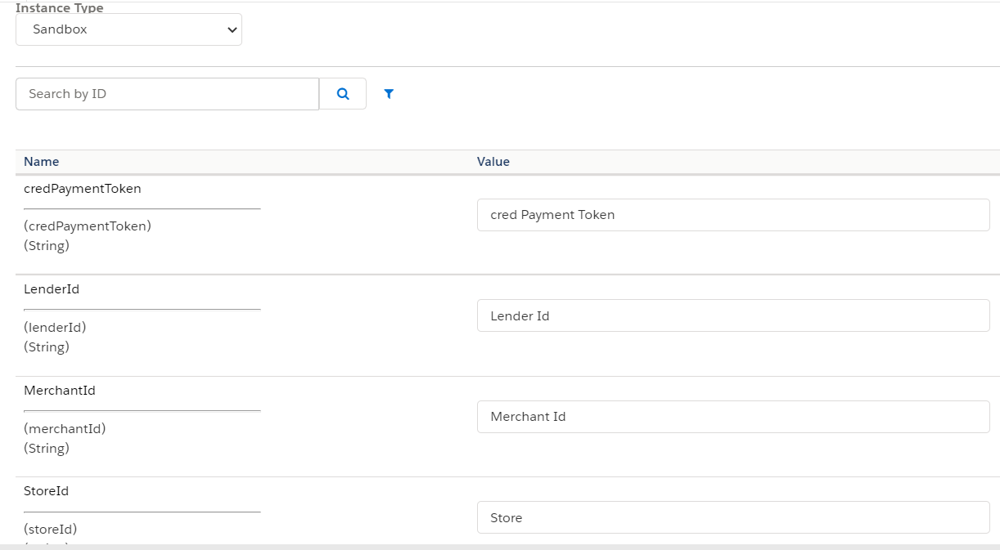 Instance Type
Sandbox
Search by ID
Name Value
credPaymentToken
cred Payment Token
(credPaymentToken)
(String)
LenderId
Lender Id
(lenderId)
(String)
MerchantId
Merchant Id
(merchantId)
(String)
StoreId
Store
(storeId)